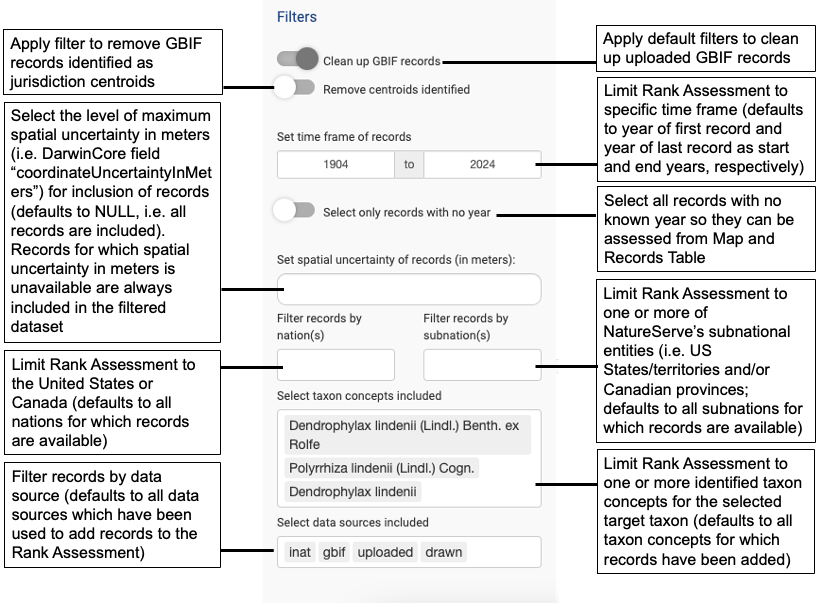 Filters
Apply filter to remove GBIF
records identified as
jurisdiction centroids
Clean up GBIF records
Remove centroids identified
Apply default filters to clean
up uploaded GBIF records
Select the level of maximum
spatial uncertainty in meters
(i.e. DarwinCore field
“coordinateUncertaintyInMet
ers”) for inclusion of records
(defaults to NULL, i.e. all
records are included).
Records for which spatial
uncertainty in meters is
unavailable are always
included in the filtered
dataset
Set time frame of records
1904 to 2024
Limit Rank Assessment to
specific time frame (defaults
to year of first record and
year of last record as start
and end years, respectively)
Select only records with no year
Select all records with no
known year so they can be
assessed from Map and
Records Table
Set spatial uncertainty of records (in meters):
Filter records by
nation(s)
Filter records by
subnation(s)
Limit Rank Assessment to
one or more of
NatureServe’s subnational
entities (i.e. US
States/territories and/or
Canadian provinces;
defaults to all subnations for
which records are available)
Limit Rank Assessment to
the United States or
Canada (defaults to all
nations for which records
are available)
Select taxon concepts included
Dendrophylax lindenii (Lindl.) Benth. ex
Rolfe
Polyrrhiza lindenii (Lindl.) Cogn.
Dendrophylax lindenii
Limit Rank Assessment to
one or more identified taxon
concepts for the selected
target taxon (defaults to all
taxon concepts for which
records have been added)
Filter records by data
source (defaults to all data
sources which have been
used to add records to the
Rank Assessment)
Select data sources included
inat gbif uploaded drawn